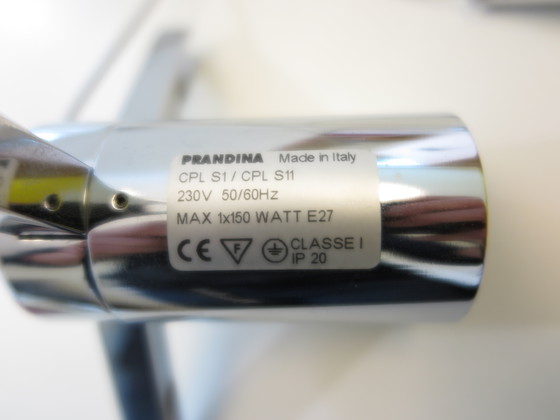 PRANDINA Made in Italy
CPL S1 / CPL S11
230V 50/60Hz
MAX 1x150 WATT E27
CE F CLASSE I
IP 20